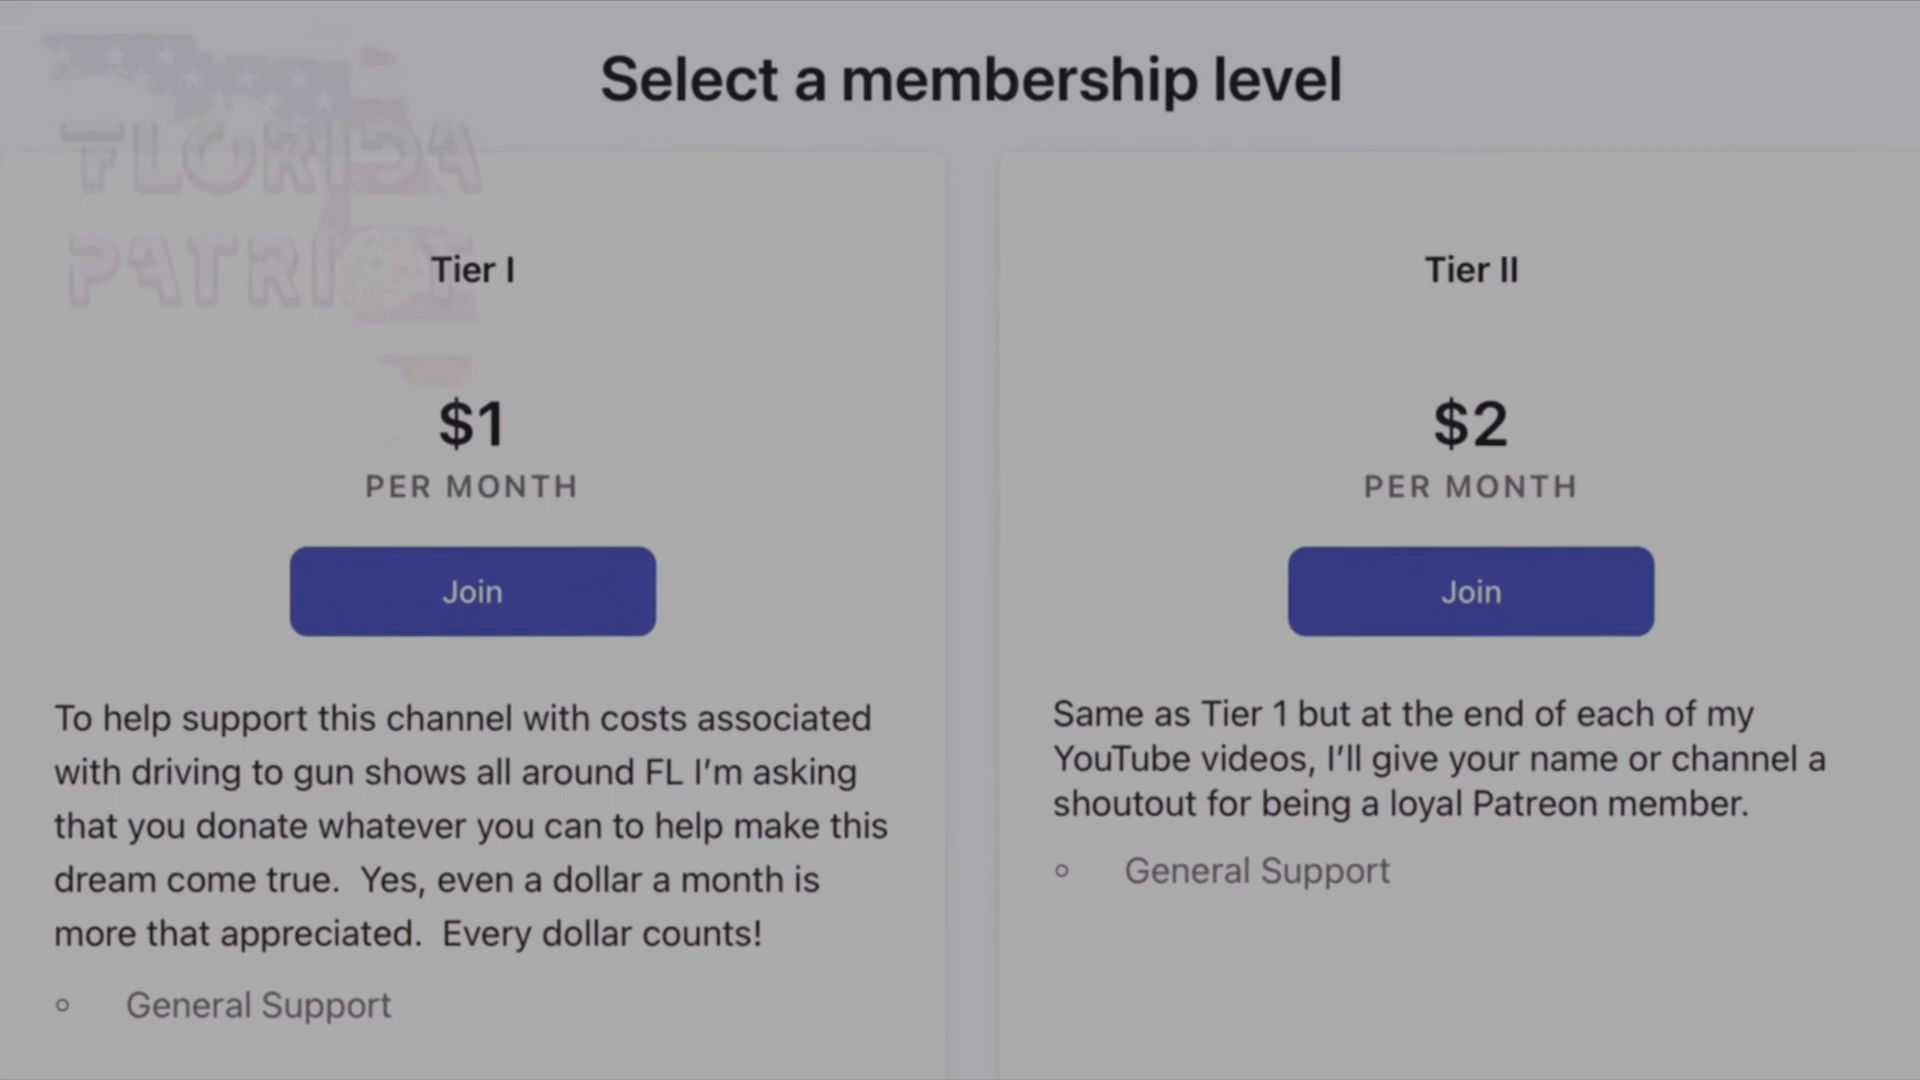 Select a membership level
FLORIDA
PATRIOT
Tier I
$1
PER MONTH
Join
To help support this channel with costs associated
with driving to gun shows all around FL I'm asking
that you donate whatever you can to help make this
dream come true.  Yes, even a dollar a month is
more that appreciated.  Every dollar counts!
General Support
Tier II
$2
PER MONTH
Join
Same as Tier 1 but at the end of each of my
YouTube videos, I'll give your name or channel a
shoutout for being a loyal Patreon member.
General Support